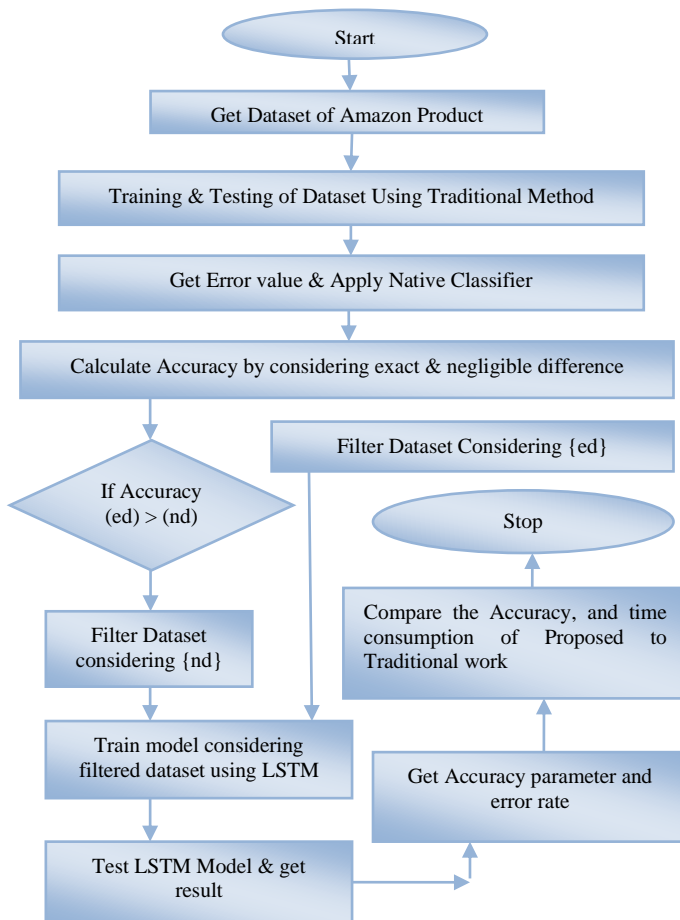 Start
Get Dataset of Amazon Product
Training & Testing of Dataset Using Traditional Method
Get Error value & Apply Native Classifier
Calculate Accuracy by considering exact & negligible difference
Filter Dataset Considering {ed}
If Accuracy
(ed) > (nd)
Stop
Filter Dataset
considering {nd}
Compare the Accuracy, and time
consumption of Proposed to
Traditional work
Train model considering
filtered dataset using LSTM
Get Accuracy parameter and
error rate
Test LSTM Model & get
result